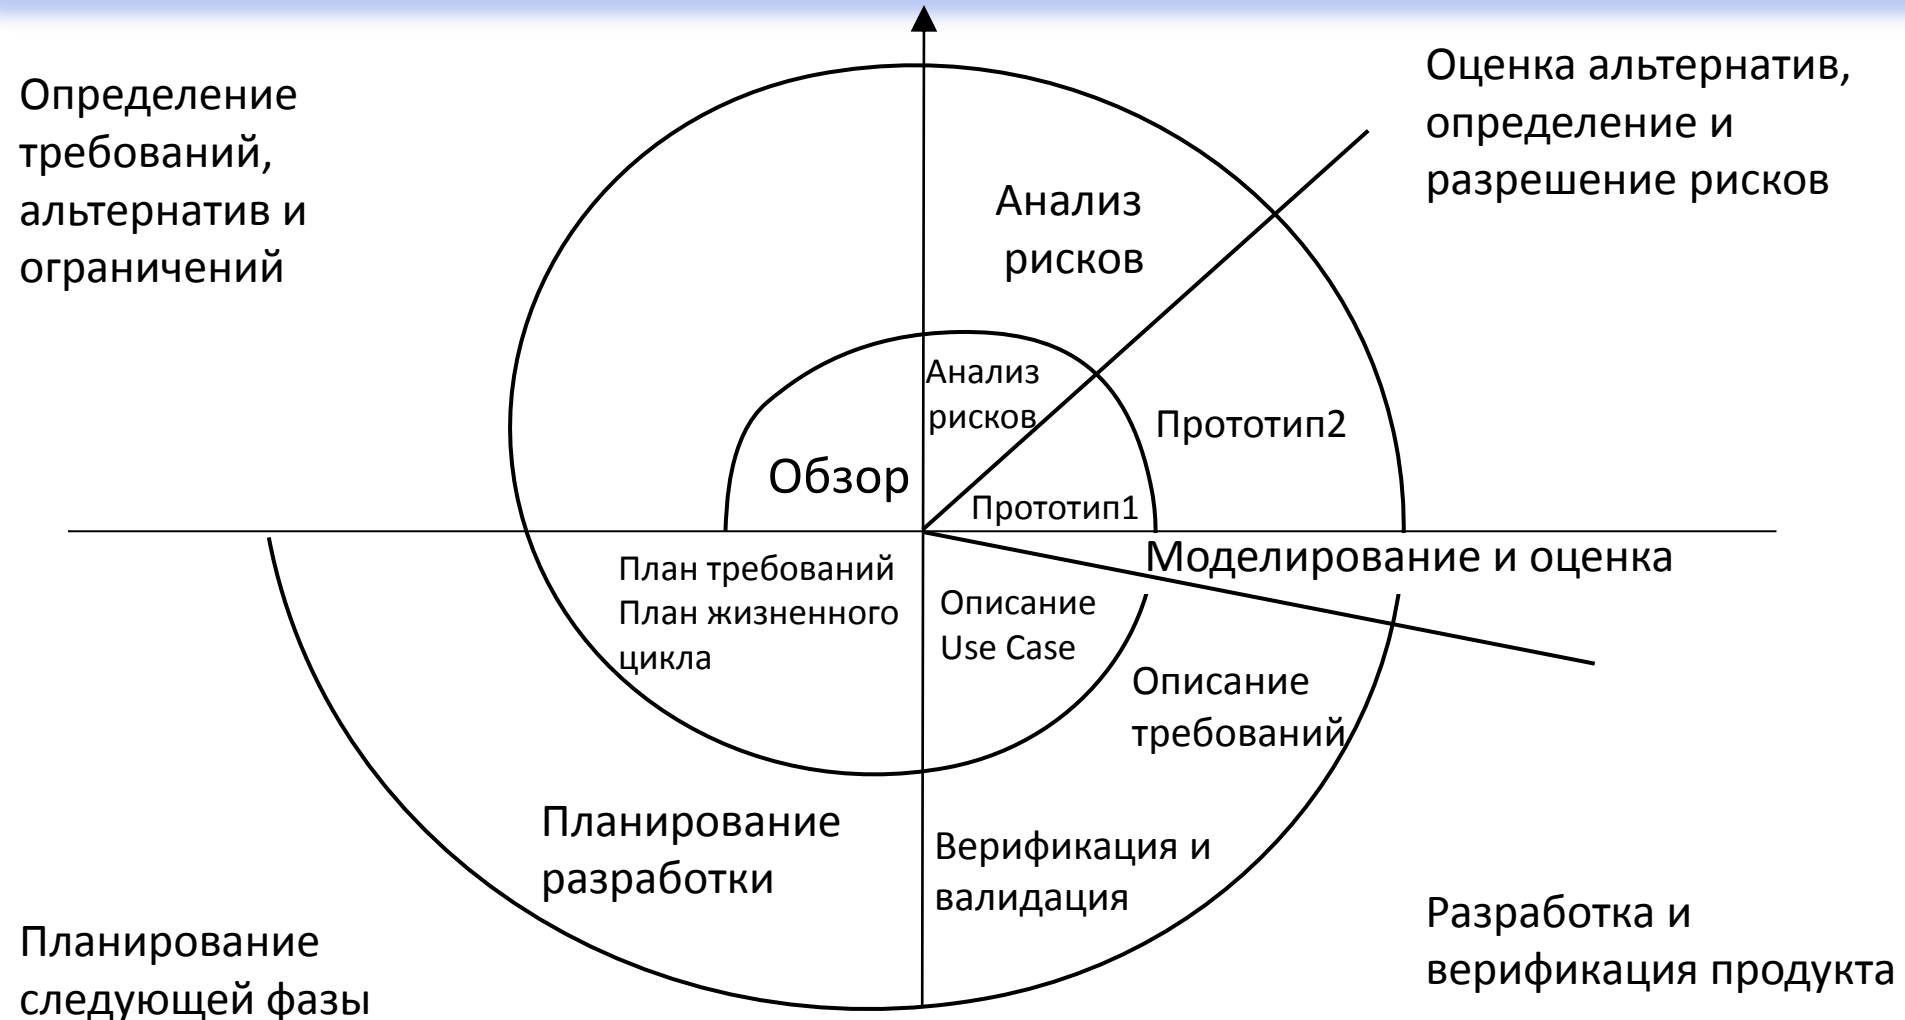 Определение
требований,
альтернатив и
ограничений
Оценка альтернатив,
определение и
разрешение рисков
Анализ
рисков
Анализ
рисков
Прототип2
Обзор
Прототип1
Моделирование и оценка
План требований
План жизненного
цикла
Описание
Use Case
Описание
требований
Планирование
разработки
Верификация и
валидация
Планирование
следующей фазы
Разработка и
верификация продукта